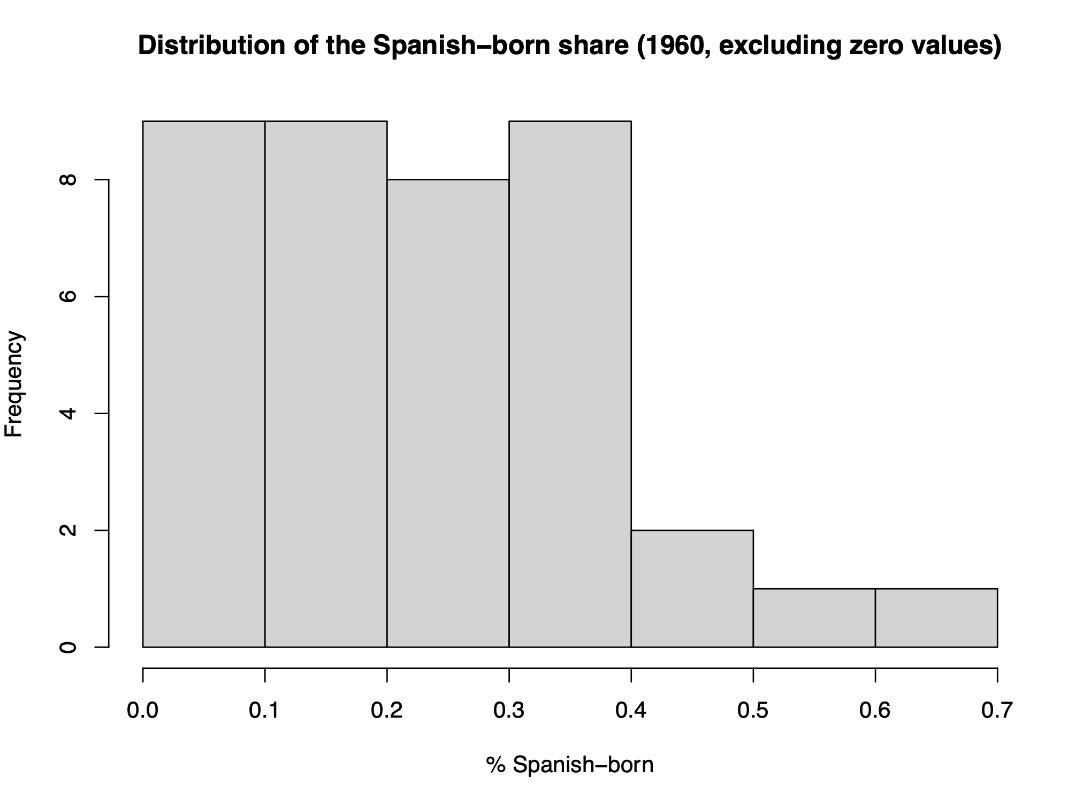 Distribution of the Spanish−born share (1960, excluding zero values)
Frequency
8
6
4
2
0
0.0 0.1 0.2 0.3 0.4 0.5 0.6 0.7
% Spanish−born